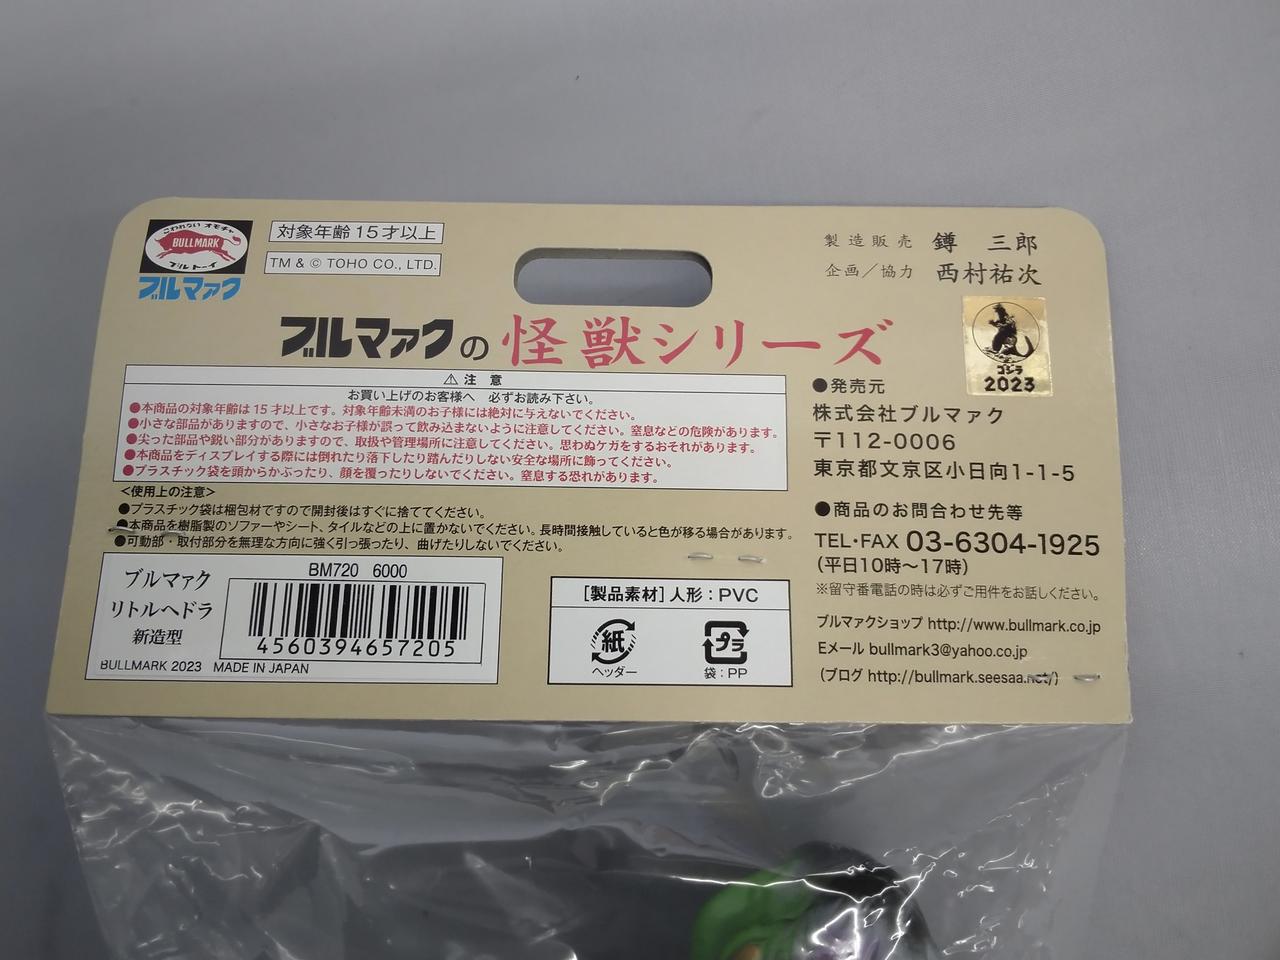 こわれない オモチャ
BULLMARK
ブルトーイ
ブルマァク
対象年齢15才以上
TM & © TOHO CO., LTD.
製造販売 鐏 三郎
企画／協力 西村祐次
ブルマァクの怪獣シリーズ
ゴジラ
2023
⚠注 意
お買い上げのお客様へ 必ずお読み下さい。
●本商品の対象年齢は15才以上です。対象年齢未満のお子様には絶対に与えないでください。
●小さな部品がありますので、小さなお子様が誤って飲み込まないように注意してください。窒息などの危険があります。
●尖った部品や鋭い部分がありますので、取扱や管理場所に注意してください。思わぬケガをするおそれがあります。
●本商品をディスプレイする際には倒れたり落下したり踏んだりしない安全な場所に飾ってください。
●プラスチック袋を頭からかぶったり、顔を覆ったりしないでください。窒息する恐れがあります。
＜使用上の注意＞
●プラスチック袋は梱包材ですので開封後はすぐに捨ててください。
●本商品を樹脂製のソファーやシート、タイルなどの上に置かないでください。長時間接触していると色が移る場合があります。
●可動部・取付部分を無理な方向に強く引っ張ったり、曲げたりしないでください。
ブルマァク
リトルヘドラ
新造型
BM720 6000
4560394657205
BULLMARK 2023 MADE IN JAPAN
［製品素材］人形：PVC
紙
ヘッダー
プラ
袋：PP
●発売元
株式会社ブルマァク
〒112-0006
東京都文京区小日向1-1-5
●商品のお問合わせ先等
TEL・FAX 03-6304-1925
（平日10時～17時）
※留守番電話の時は必ずご用件をお話しください。
ブルマァクショップ http://www.bullmark.co.jp
Eメール bullmark3@yahoo.co.jp
（ブログ http://bullmark.seesaa.net/）